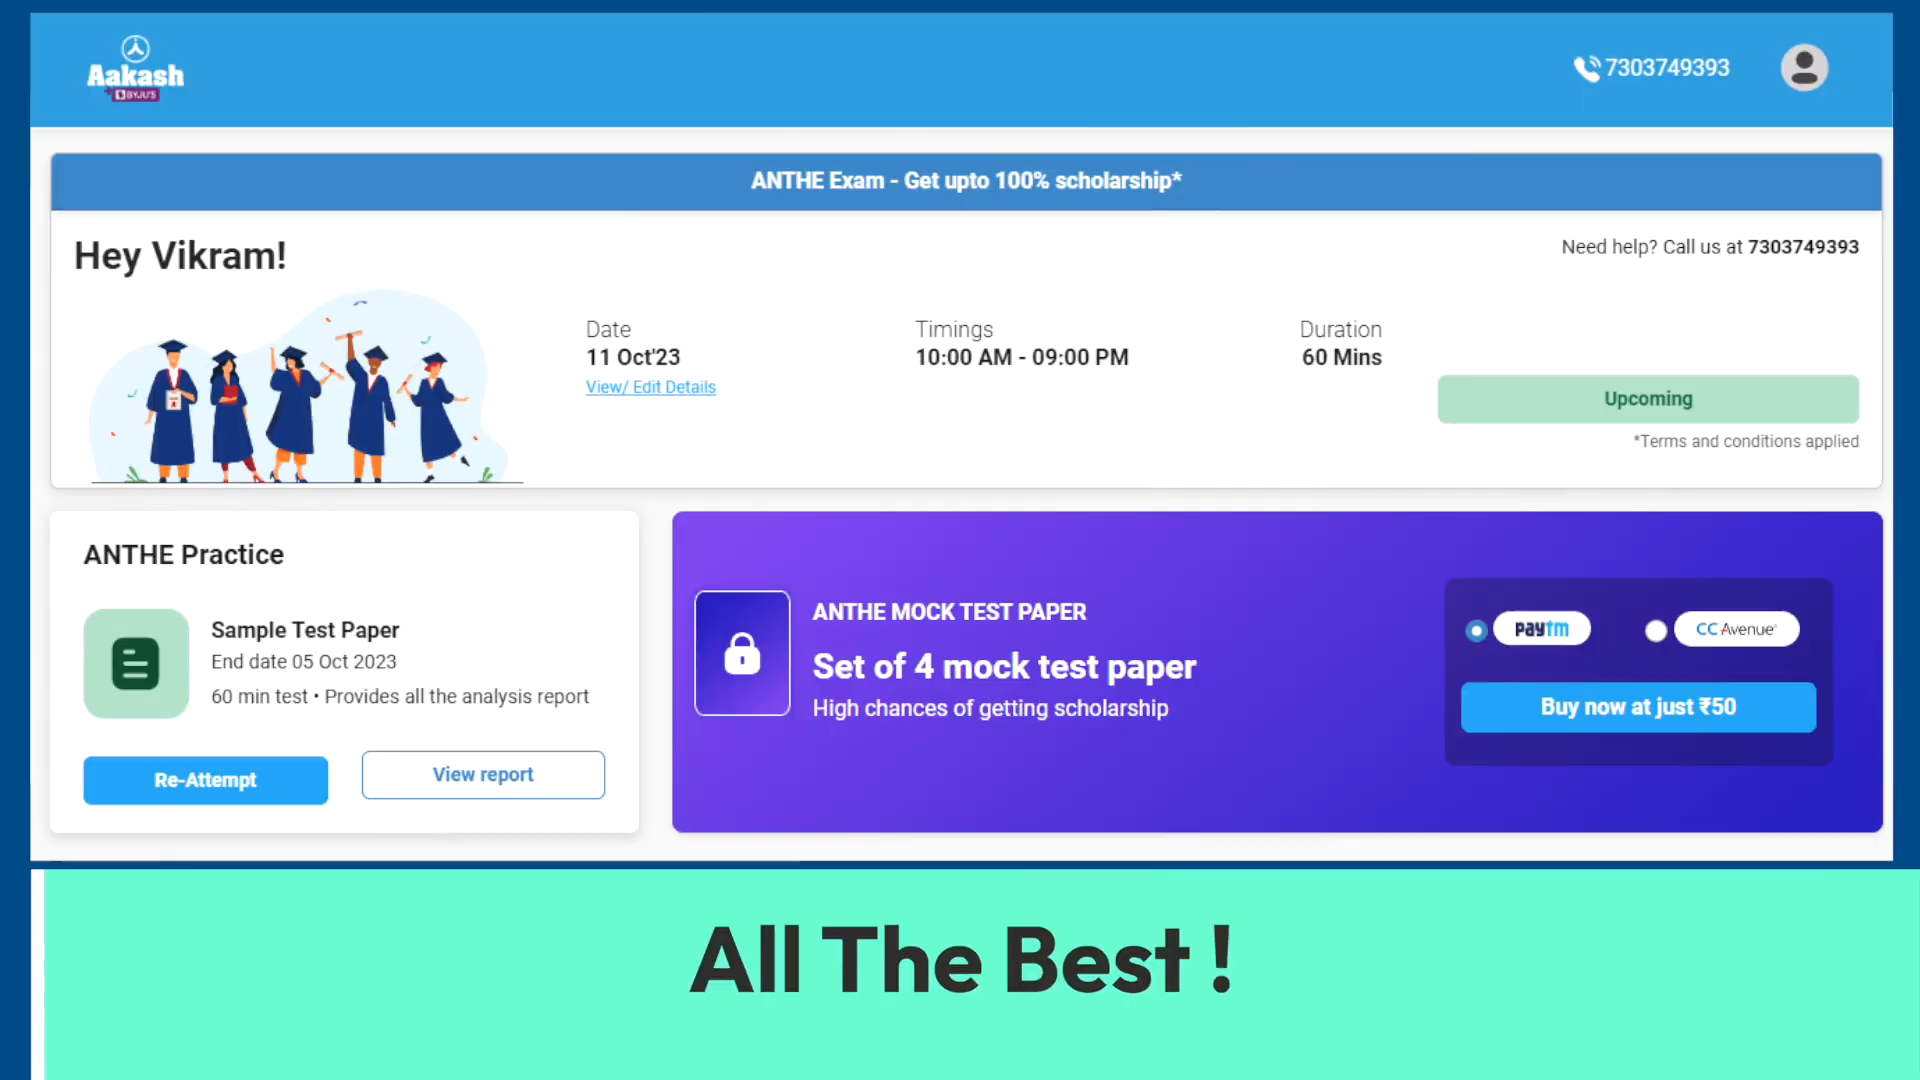 Aakash
+ BYJU'S
7303749393
ANTHE Exam - Get upto 100% scholarship*
Hey Vikram!
Need help? Call us at 7303749393
Date
11 Oct'23
View/ Edit Details
Timings
10:00 AM - 09:00 PM
Duration
60 Mins
Upcoming
*Terms and conditions applied
ANTHE Practice
Sample Test Paper
End date 05 Oct 2023
60 min test • Provides all the analysis report
Re-Attempt
View report
ANTHE MOCK TEST PAPER
Set of 4 mock test paper
High chances of getting scholarship
paytm
CCAvenue
Buy now at just ₹50
All The Best !